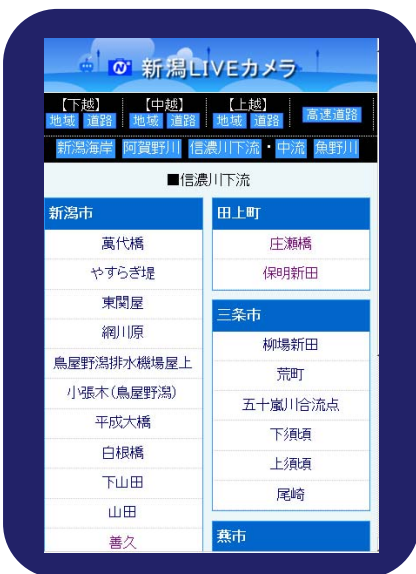 新潟LIVEカメラ
【下越】 【中越】 【上越】
地域 道路 地域 道路 地域 道路 高速道路
新潟海岸 阿賀野川 信濃川下流・中流 魚野川
■信濃川下流
新潟市
萬代橋
やすらぎ堤
東関屋
網川原
鳥屋野潟排水機場屋上
小張木(鳥屋野潟)
平成大橋
白根橋
下山田
山田
善久
田上町
庄瀬橋
保明新田
三条市
柳場新田
荒町
五十嵐川合流点
下須頃
上須頃
尾崎
燕市